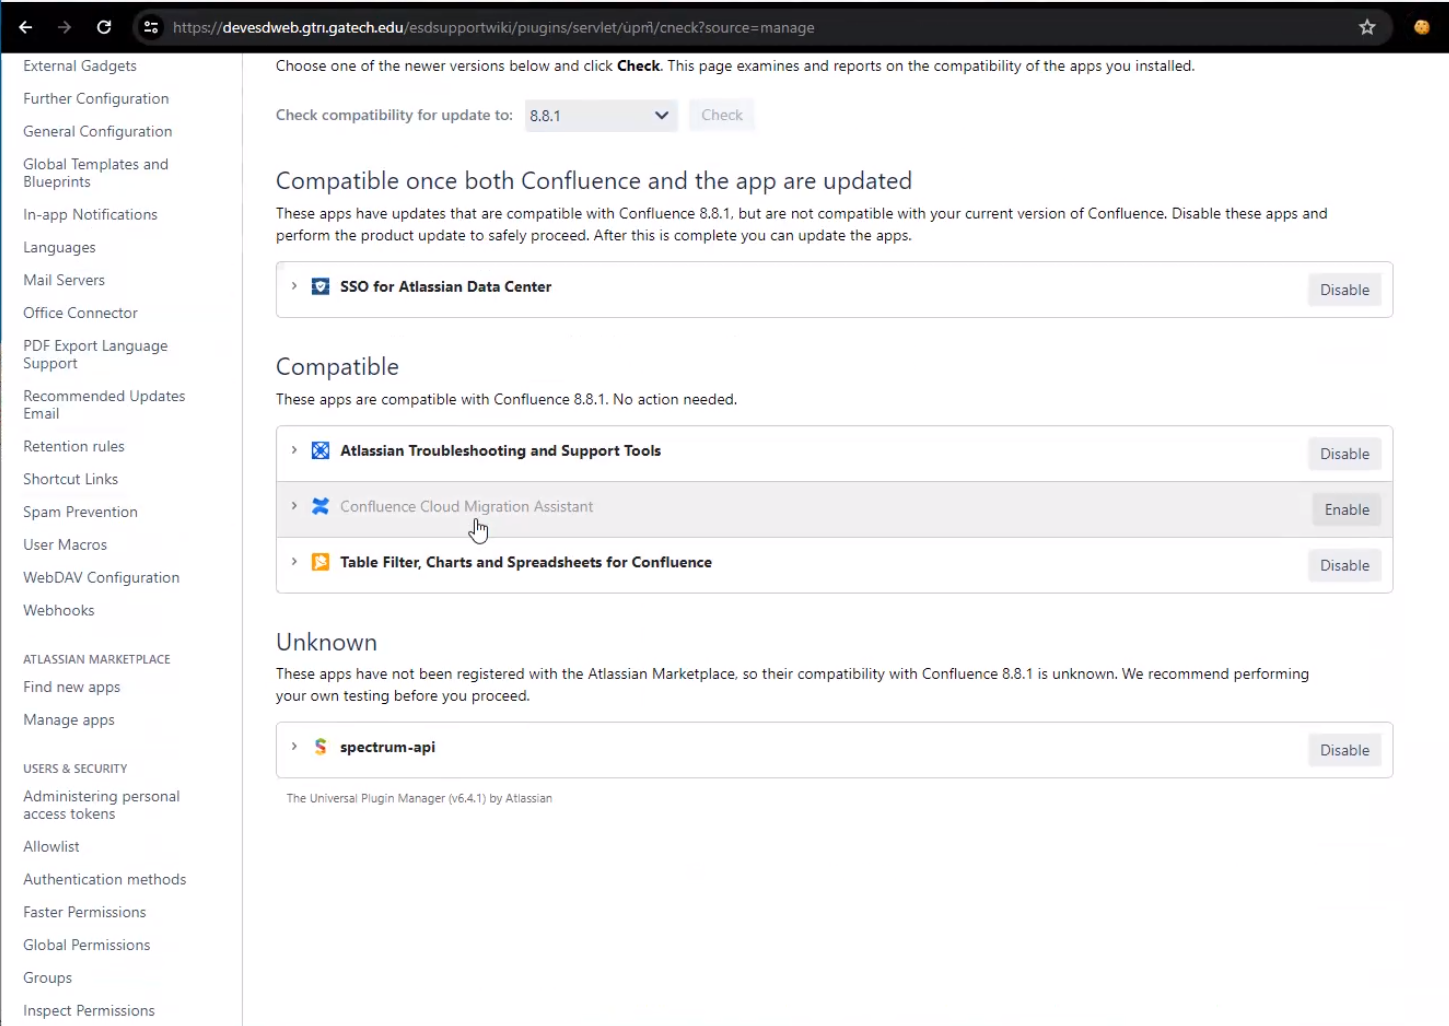 https://devesdweb.gtri.gatech.edu/esdsupportwiki/plugins/servlet/upm/check?source=manage
External Gadgets
Further Configuration
General Configuration
Global Templates and
Blueprints
In-app Notifications
Languages
Mail Servers
Office Connector
PDF Export Language
Support
Recommended Updates
Email
Retention rules
Shortcut Links
Spam Prevention
User Macros
WebDAV Configuration
Webhooks
ATLASSIAN MARKETPLACE
Find new apps
Manage apps
USERS & SECURITY
Administering personal
access tokens
Allowlist
Authentication methods
Faster Permissions
Global Permissions
Groups
Inspect Permissions
Choose one of the newer versions below and click Check. This page examines and reports on the compatibility of the apps you installed.
Check compatibility for update to: 8.8.1 Check
Compatible once both Confluence and the app are updated
These apps have updates that are compatible with Confluence 8.8.1, but are not compatible with your current version of Confluence. Disable these apps and
perform the product update to safely proceed. After this is complete you can update the apps.
SSO for Atlassian Data Center Disable
Compatible
These apps are compatible with Confluence 8.8.1. No action needed.
Atlassian Troubleshooting and Support Tools Disable
Confluence Cloud Migration Assistant Enable
Table Filter, Charts and Spreadsheets for Confluence Disable
Unknown
These apps have not been registered with the Atlassian Marketplace, so their compatibility with Confluence 8.8.1 is unknown. We recommend performing
your own testing before you proceed.
spectrum-api Disable
The Universal Plugin Manager (v6.4.1) by Atlassian